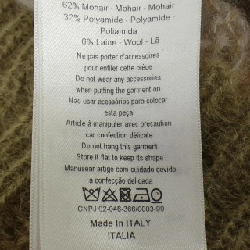 62% Mohair - Mohair - Mohair
32% Polyamide - Polyamide -
Poliamida
6% Laine - Wool - Lã
Ne pas porter d'accessoires
pour enfiler cette pièce
Do not wear any accessories
when putting the garment on
Não usar acessórios para colocar
esta peça
Article à manipuler avec précaution
car confection délicate
Do not hang this garment
Store it flat to keep its shape
Manusear artigo com cuidado devido
a confecção delicada
Made in ITALY
ITALIA